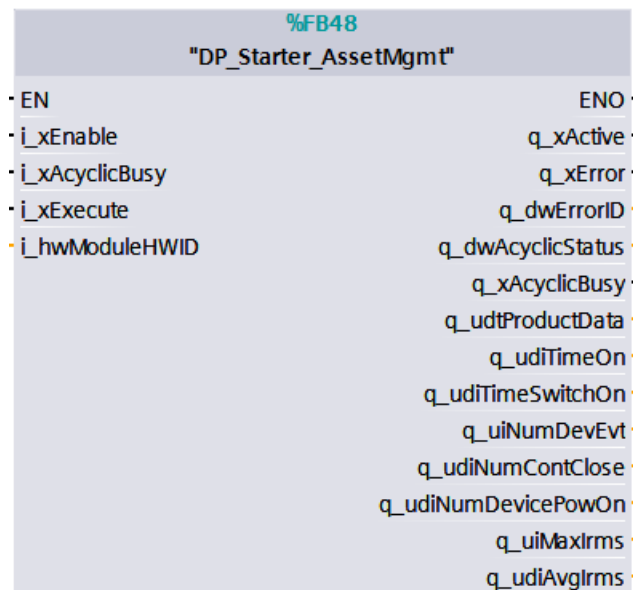 %FB48
"DP_Starter_AssetMgmt"
EN ENO
i_xEnable q_xActive
i_xAcyclicBusy q_xError
i_xExecute q_dwErrorID
i_hwModuleHWID q_dwAcyclicStatus
q_xAcyclicBusy
q_udtProductData
q_udiTimeOn
q_udiTimeSwitchOn
q_uiNumDevEvt
q_udiNumContClose
q_udiNumDevicePowOn
q_uiMaxIrms
q_udiAvgIrms